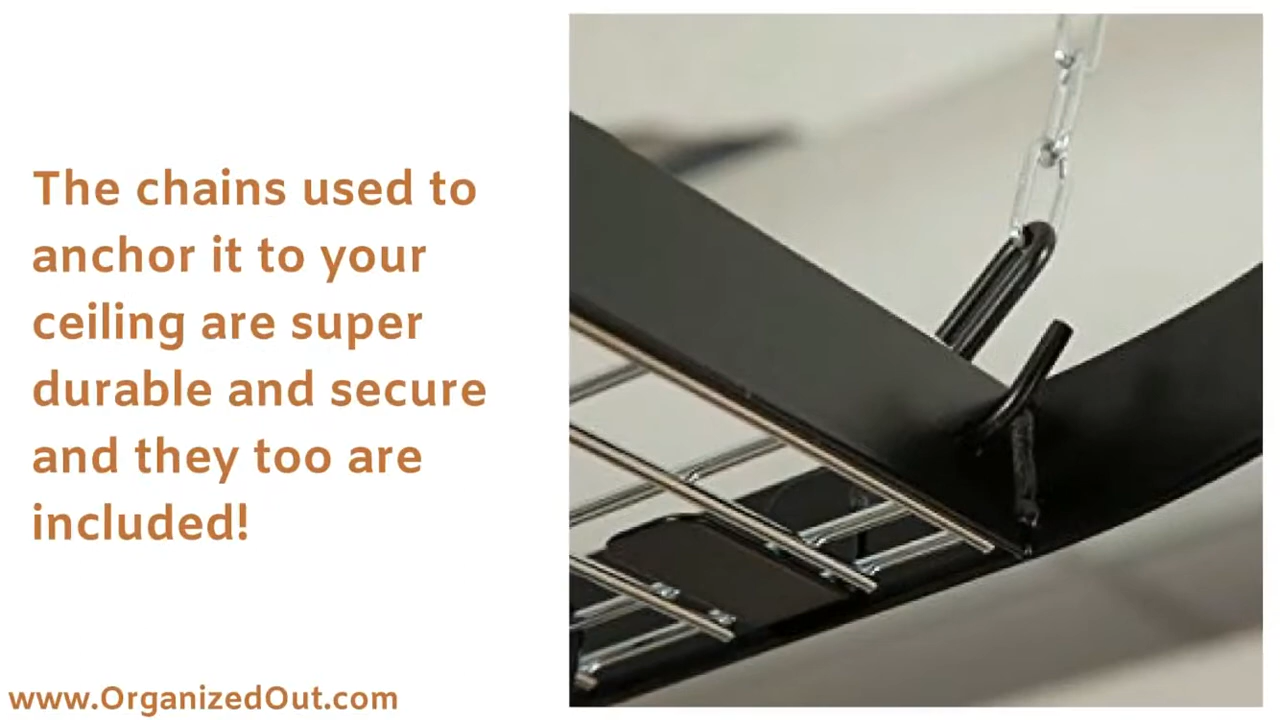 The chains used to
anchor it to your
ceiling are super
durable and secure
and they too are
included!
www.OrganizedOut.com